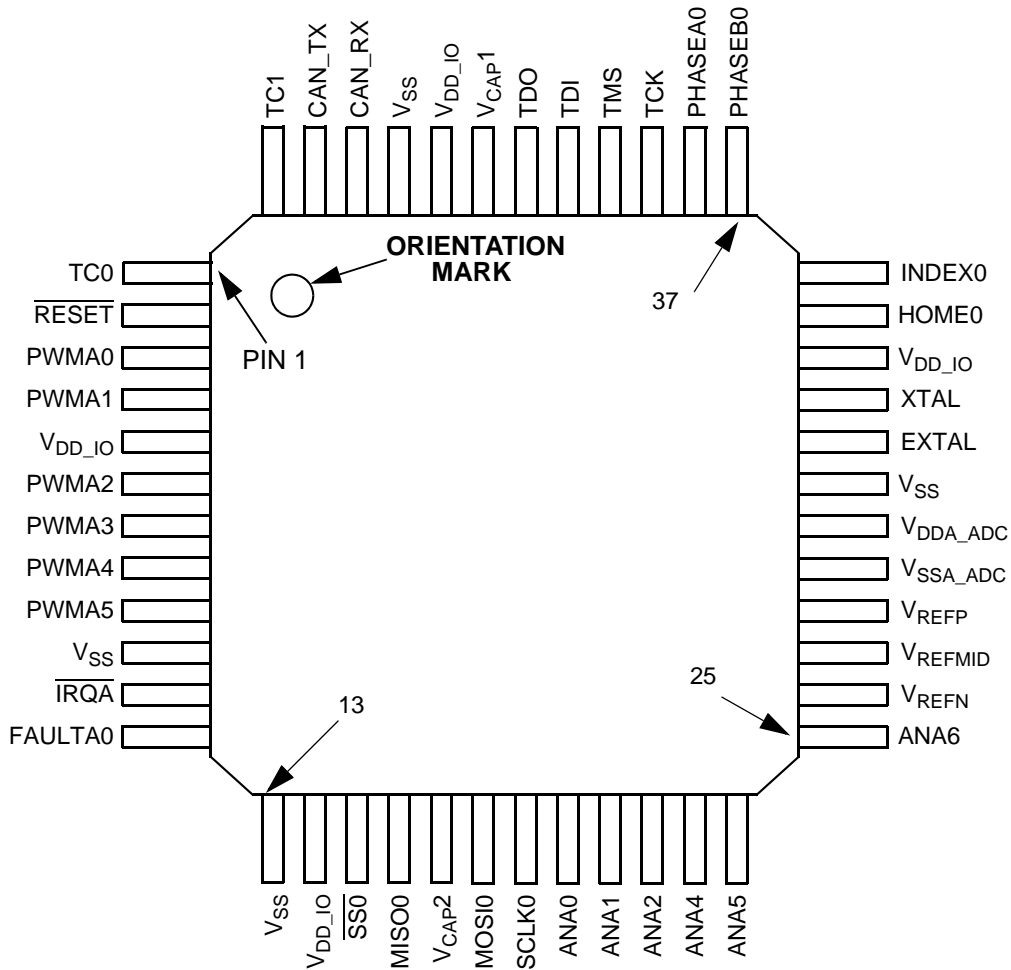 TC1
CAN_TX
CAN_RX
VSS
VDD_IO
VCAP1
TDO
TDI
TMS
TCK
PHASEA0
PHASEB0
ORIENTATION
MARK
PIN 1
37
TC0
RESET
PWMA0
PWMA1
VDD_IO
PWMA2
PWMA3
PWMA4
PWMA5
VSS
IRQA
FAULTA0
INDEX0
HOME0
VDD_IO
XTAL
EXTAL
VSS
VDDA_ADC
VSSA_ADC
VREFP
VREFMID
VREFN
ANA6
25
13
VSS
VDD_IO
SS0
MISO0
VCAP2
MOSI0
SCLK0
ANA0
ANA1
ANA2
ANA4
ANA5